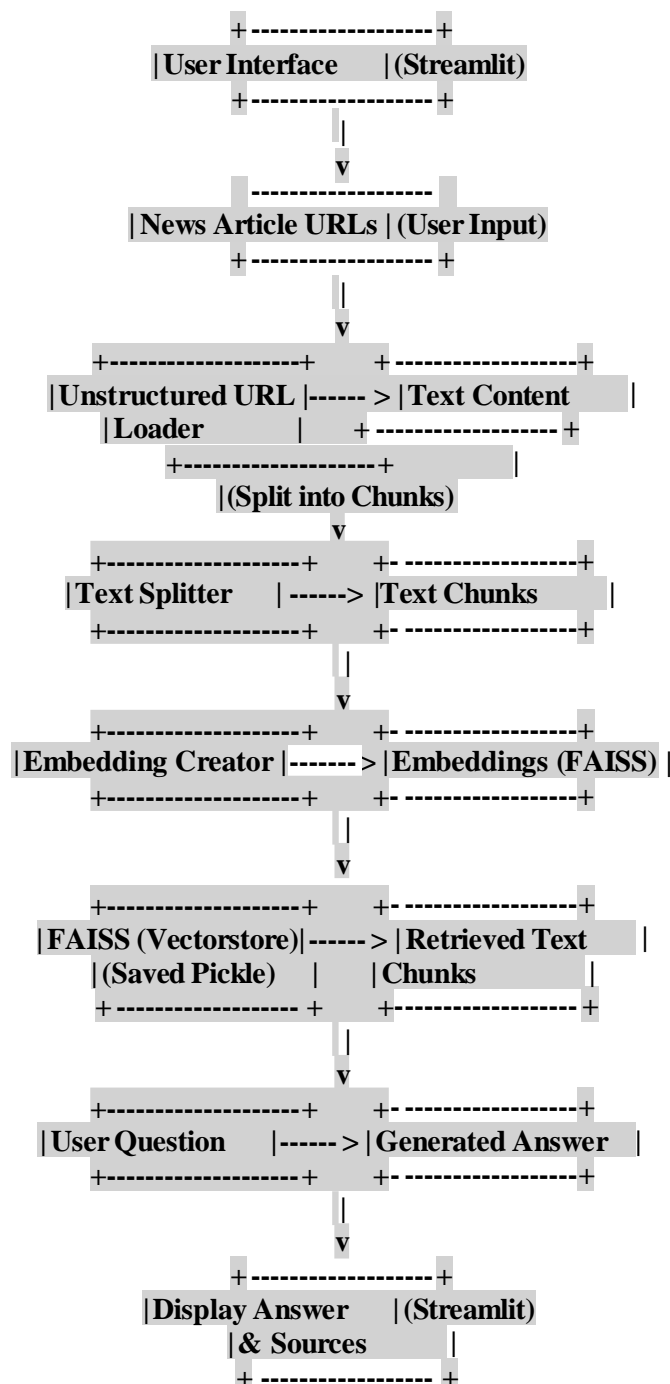 + ------------------- +
|User Interface |(Streamlit)
+ ------------------- +
|
v
-------------------
|News Article URLs |(User Input)
+ ------------------- +
|
v
+--------------------+ + -------------------+
|Unstructured URL |------ > |Text Content |
|Loader | + ------------------- +
+--------------------+ |
|(Split into Chunks)
v
+--------------------+ +- -------------------+
|Text Splitter | ------> |Text Chunks |
+--------------------+ +- -------------------+
|
v
+--------------------+ +- -------------------+
|Embedding Creator |------- > |Embeddings (FAISS) |
+--------------------+ +- -------------------+
|
v
+--------------------+ +- -------------------+
|FAISS (Vectorstore)|------ > |Retrieved Text |
|(Saved Pickle) | |Chunks |
+ ------------------- + +------------------- +
|
v
+--------------------+ +- -------------------+
|User Question |------ > |Generated Answer |
+--------------------+ +- -------------------+
|
v
+ ------------------- +
|Display Answer |(Streamlit)
|& Sources |
+ ------------------- +